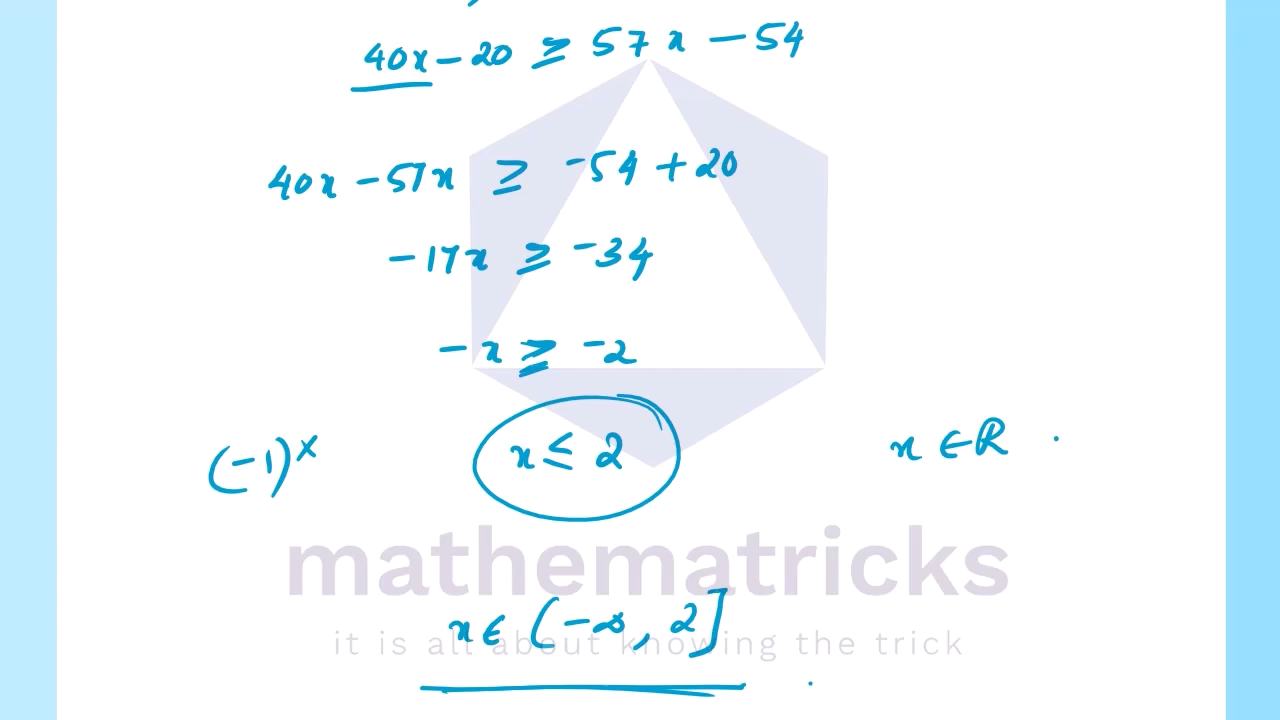 40x - 20 ≥ 57x - 54
40x - 57x ≥ -54 + 20
-17x ≥ -34
-x ≥ -2
(-1)× x ≤ 2 x ∈ R .
mathematricks
x ∈ (-∞, 2]
it is all about knowing the trick